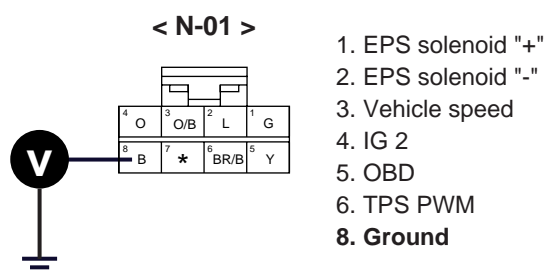 < N-01 >
1. EPS solenoid "+"
2. EPS solenoid "-"
3. Vehicle speed
4. IG 2
5. OBD
6. TPS PWM
8. Ground
4 O 3 O/B 2 L 1 G
8 B 7 * 6 BR/B 5 Y
V